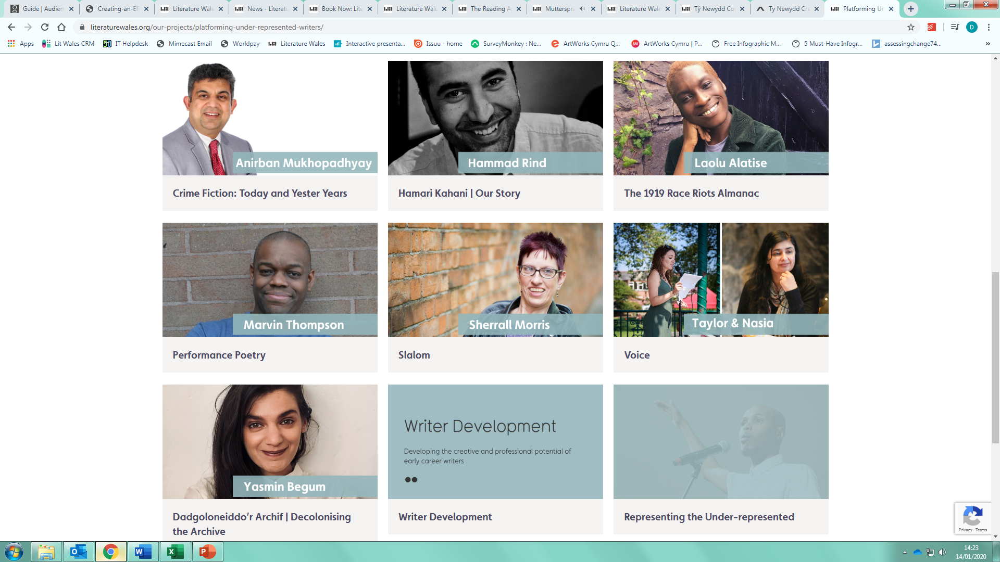 Guide | Audien
Creating-an-Ef
Literature Wale
News - Literatu
Book Now: Lite
Literature Wale
The Reading A
Mutterspra
Literature Wale
Tŷ Newydd Co
Ty Newydd Cre
Platforming Un
literaturewales.org/our-projects/platforming-under-represented-writers/
D
Apps
Lit Wales CRM
IT Helpdesk
Mimecast Email
Worldpay
Literature Wales
Interactive presenta...
Issuu - home
SurveyMonkey : Ne...
ArtWorks Cymru Q...
ArtWorks Cymru | P...
Free Infographic M...
5 Must-Have Infogr...
assessingchange74...
»
Anirban Mukhopadhyay
Hammad Rind
Laolu Alatise
Crime Fiction: Today and Yester Years
Hamari Kahani | Our Story
The 1919 Race Riots Almanac
Marvin Thompson
Sherrall Morris
Taylor & Nasia
Performance Poetry
Slalom
Voice
Yasmin Begum
Writer Development
Developing the creative and professional potential of
early career writers
Dadgoloneiddo’r Archif | Decolonising
the Archive
Writer Development
Representing the Under-represented
Privacy - Terms
14:23
14/01/2020